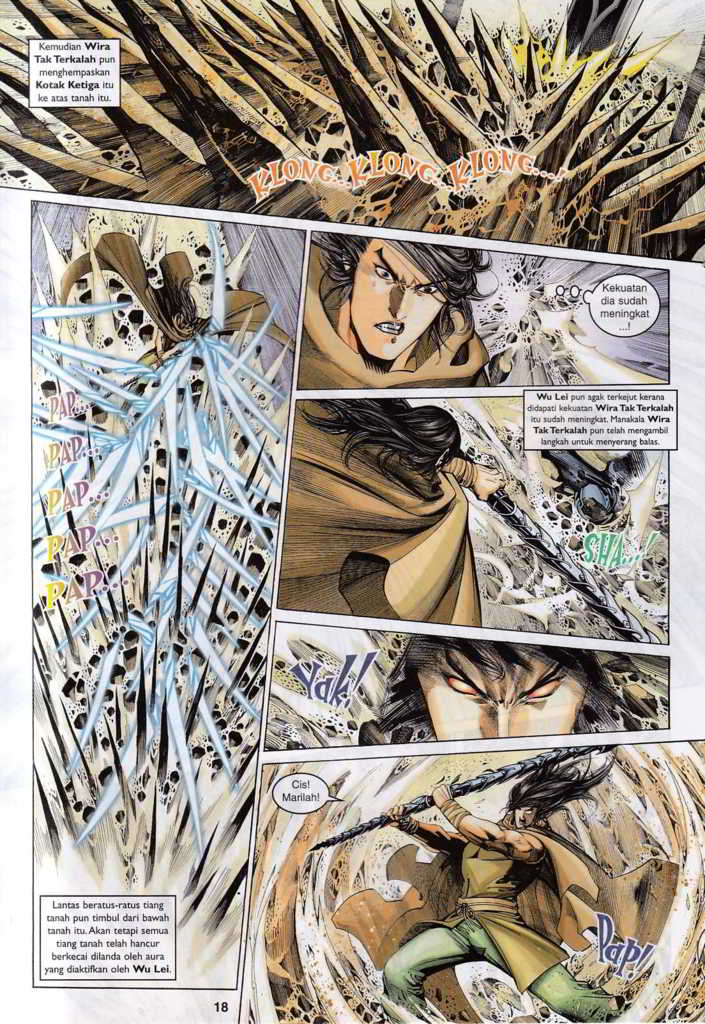 Kemudian Wira
Tak Terkalah pun
menghempaskan
Kotak Ketiga itu
ke atas tanah itu.
KLONG...KLONG...KLONG...!
Kekuatan
dia sudah
meningkat
...!
PAP...
PAP...
PAP...
PAP...
PAP...
Wu Lei pun agak terkejut kerana
didapati kekuatan Wira Tak Terkalah
itu sudah meningkat. Manakala Wira
Tak Terkalah pun telah mengambil
langkah untuk menyerang balas.
SHA...!
Yak!
Cis!
Marilah!
Pap!
Lantas beratus-ratus tiang
tanah pun timbul dari bawah
tanah itu. Akan tetapi semua
tiang tanah telah hancur
berkecai dilanda oleh aura
yang diaktifkan oleh Wu Lei.
18